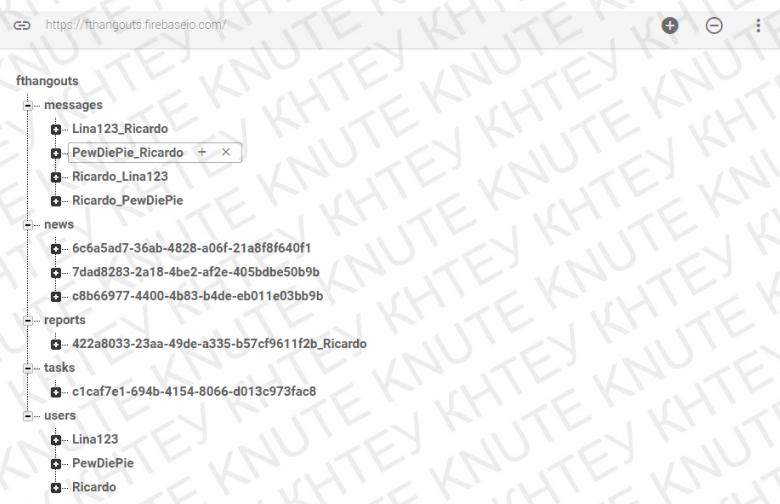 https://fthangouts.firebaseio.com/
fthangouts
messages
Lina123_Ricardo
PewDiePie_Ricardo
Ricardo_Lina123
Ricardo_PewDiePie
news
6c6a5ad7-36ab-4828-a06f-21a8f8f640f1
7dad8283-2a18-4be2-af2e-405bdbe50b9b
c8b66977-4400-4b83-b4de-eb011e03bb9b
reports
422a8033-23aa-49de-a335-b57cf9611f2b_Ricardo
tasks
c1caf7e1-694b-4154-8066-d013c973fac8
users
Lina123
PewDiePie
Ricardo
КНТЕУ KNUTE